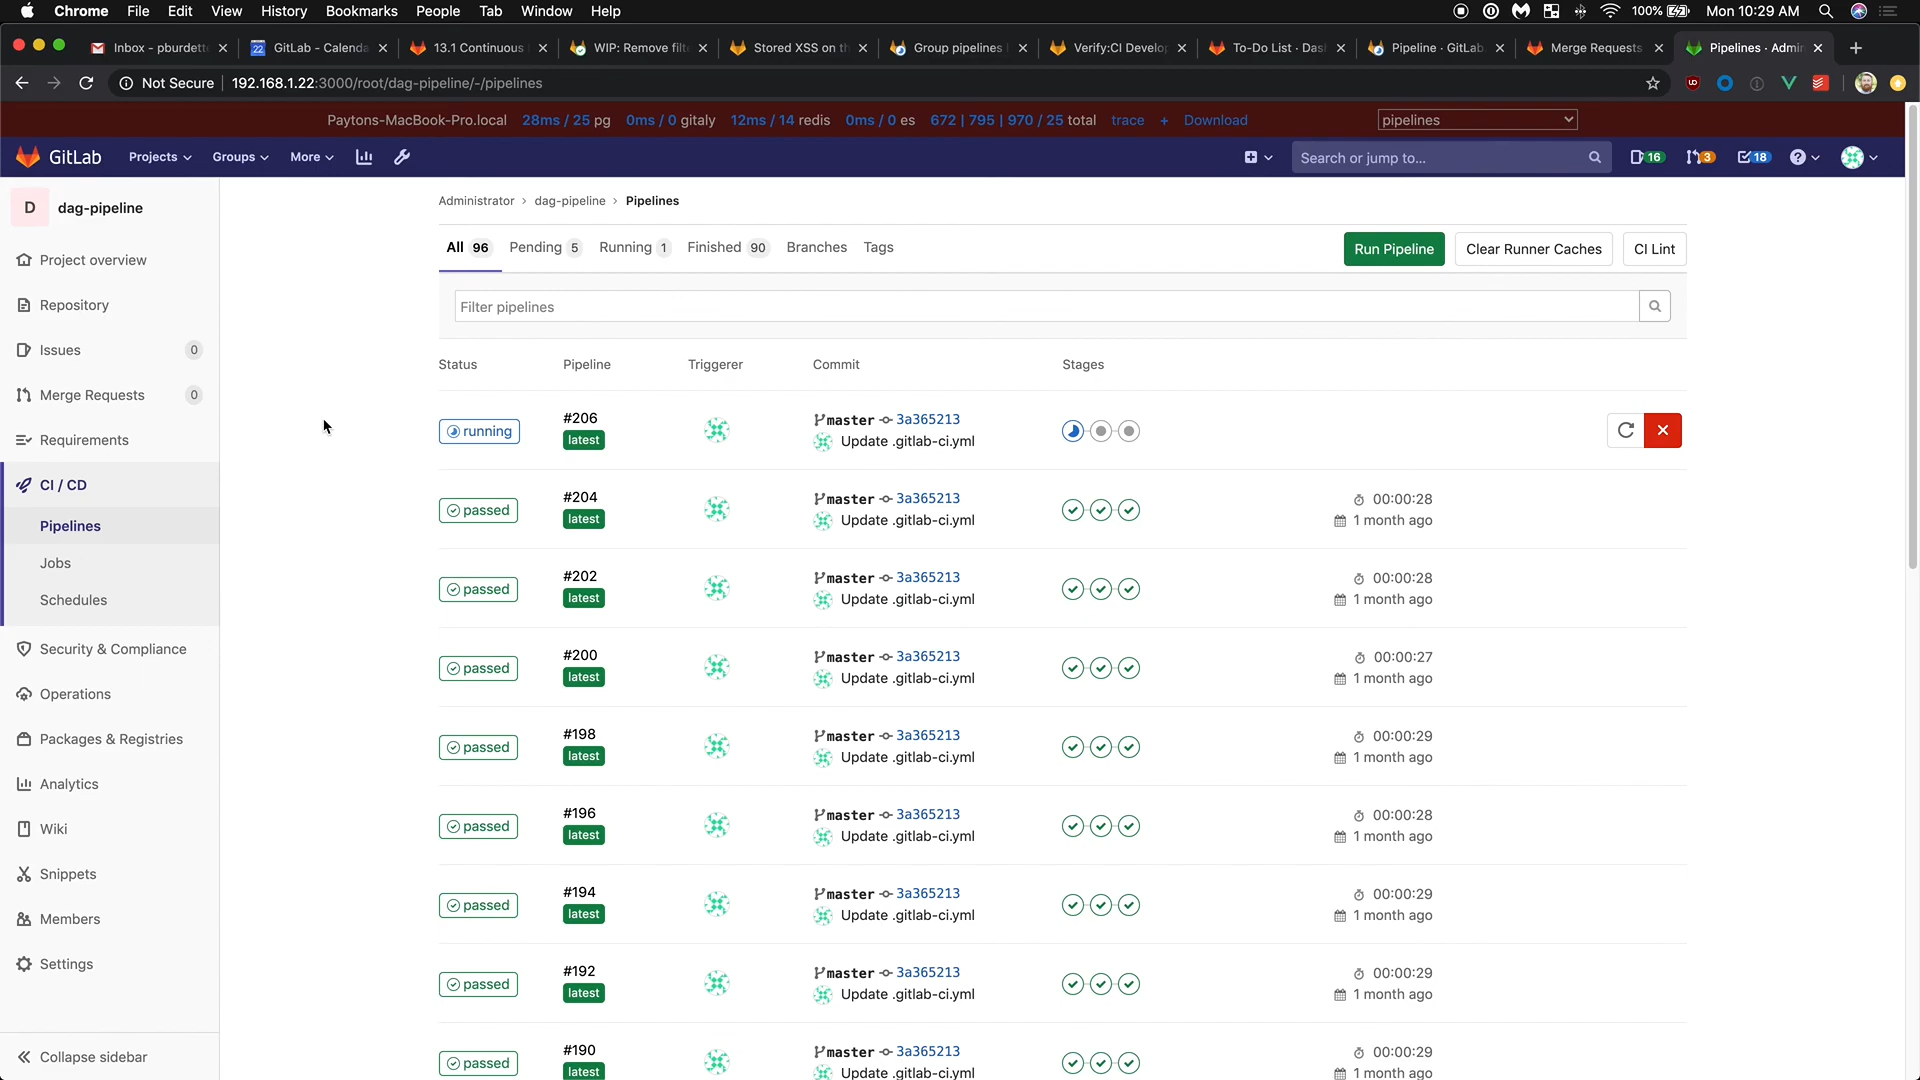 Chrome File Edit View History Bookmarks People Tab Window Help 100% Mon 10:29 AM
Inbox - pburdett 22 GitLab - Calenda 13.1 Continuous WIP: Remove filt Stored XSS on th Group pipelines Verify:CI Develop To-Do List · Das Pipeline · GitLab Merge Requests Pipelines · Admin
Not Secure 192.168.1.22:3000/root/dag-pipeline/-/pipelines
Paytons-MacBook-Pro.local 28ms / 25 pg 0ms / 0 gitaly 12ms / 14 redis 0ms / 0 es 672 | 795 | 970 / 25 total trace + Download pipelines
GitLab Projects Groups More Search or jump to... 16 3 18
D dag-pipeline
Project overview
Repository
Issues 0
Merge Requests 0
Requirements
CI / CD
Pipelines
Jobs
Schedules
Security & Compliance
Operations
Packages & Registries
Analytics
Wiki
Snippets
Members
Settings
Collapse sidebar
Administrator › dag-pipeline › Pipelines
All 96 Pending 5 Running 1 Finished 90 Branches Tags Run Pipeline Clear Runner Caches CI Lint
Filter pipelines
Status Pipeline Triggerer Commit Stages
running #206 latest master 3a365213 Update .gitlab-ci.yml
passed #204 latest master 3a365213 Update .gitlab-ci.yml 00:00:28 1 month ago
passed #202 latest master 3a365213 Update .gitlab-ci.yml 00:00:28 1 month ago
passed #200 latest master 3a365213 Update .gitlab-ci.yml 00:00:27 1 month ago
passed #198 latest master 3a365213 Update .gitlab-ci.yml 00:00:29 1 month ago
passed #196 latest master 3a365213 Update .gitlab-ci.yml 00:00:28 1 month ago
passed #194 latest master 3a365213 Update .gitlab-ci.yml 00:00:29 1 month ago
passed #192 latest master 3a365213 Update .gitlab-ci.yml 00:00:29 1 month ago
passed #190 latest master 3a365213 Update .gitlab-ci.yml 00:00:29 1 month ago